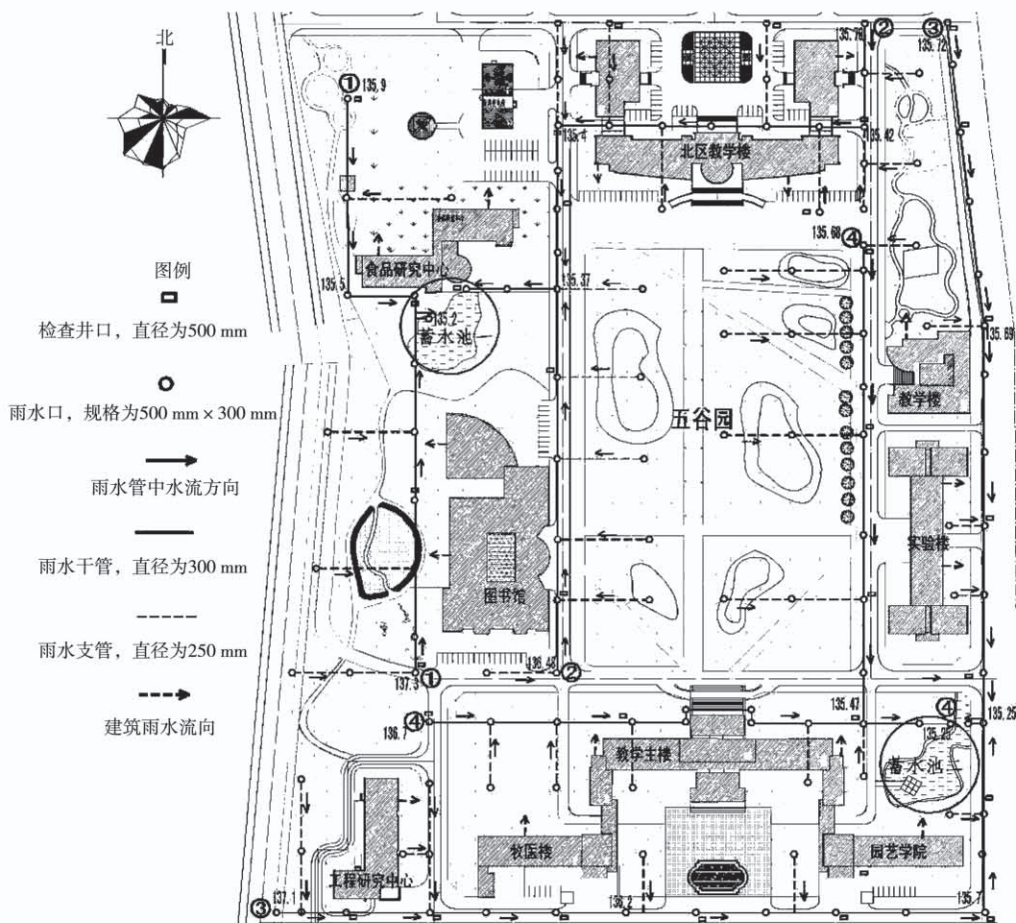 北
图例
检查井口，直径为500 mm
雨水口，规格为500 mm×300 mm
雨水管中水流方向
雨水干管，直径为300 mm
雨水支管，直径为250 mm
建筑雨水流向
① 135.9
② 135.76
③ 135.72
135.4
135.42
北区教学楼
135.68 ④
食品研究中心
135.5
135.37
135.2
蓄水池
135.69
教学楼
五谷园
实验楼
图书馆
136.48
137.3 ① ②
④ 136.7
135.47
④ 135.25
135.25
教学主楼
蓄水池
牧医楼
园艺学院
工程研究中心
③ 137.1
136.2
135.7